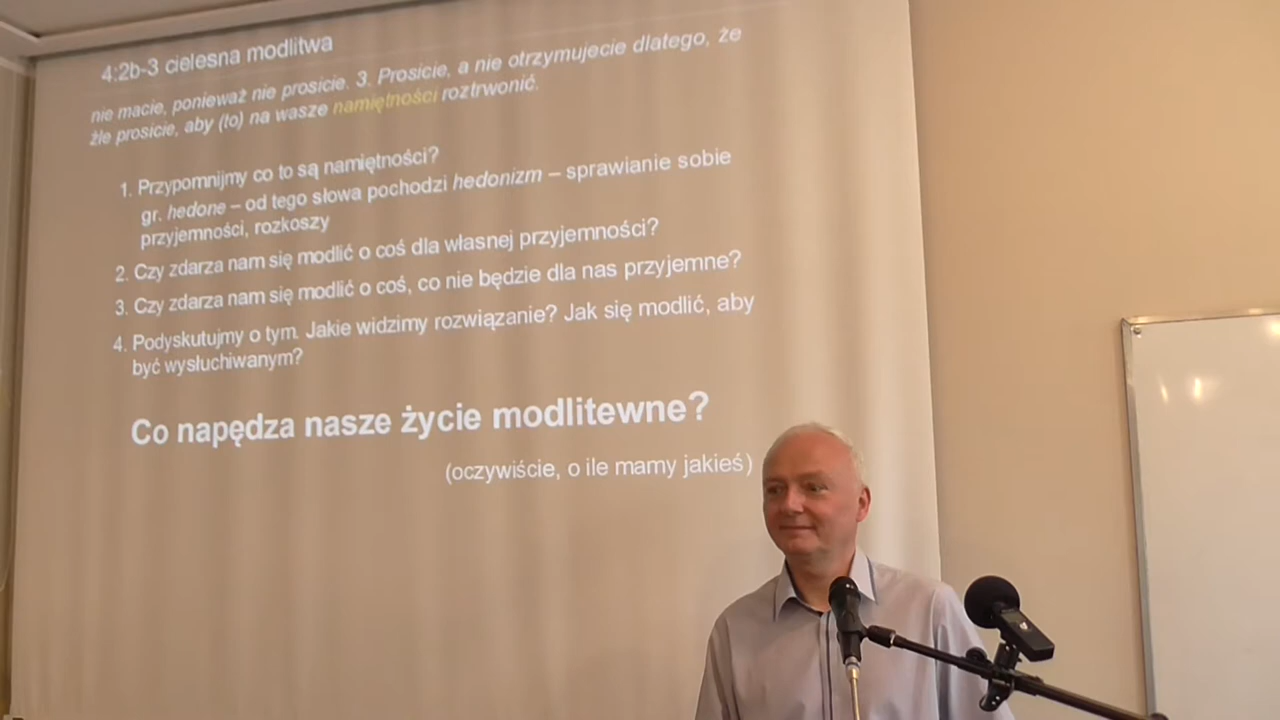 4:2b-3 cielesna modlitwa
nie macie, ponieważ nie prosicie. 3. Prosicie, a nie otrzymujecie dlatego, że
źle prosicie, aby (to) na wasze namiętności roztrwonić.
1. Przypomnijmy co to są namiętności?
gr. hedone – od tego słowa pochodzi hedonizm – sprawianie sobie
przyjemności, rozkoszy
2. Czy zdarza nam się modlić o coś dla własnej przyjemności?
3. Czy zdarza nam się modlić o coś, co nie będzie dla nas przyjemne?
4. Podyskutujmy o tym. Jakie widzimy rozwiązanie? Jak się modlić, aby
być wysłuchiwanym?
Co napędza nasze życie modlitewne?
(oczywiście, o ile mamy jakieś)